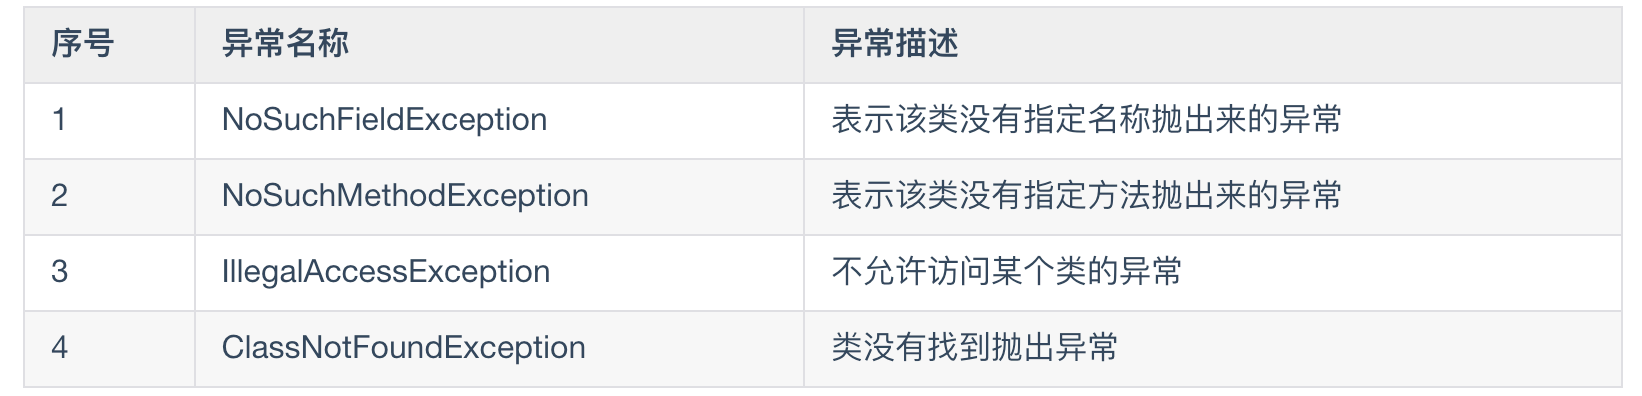 序号 异常名称 异常描述
1 NoSuchFieldException 表示该类没有指定名称抛出来的异常
2 NoSuchMethodException 表示该类没有指定方法抛出来的异常
3 IllegalAccessException 不允许访问某个类的异常
4 ClassNotFoundException 类没有找到抛出异常